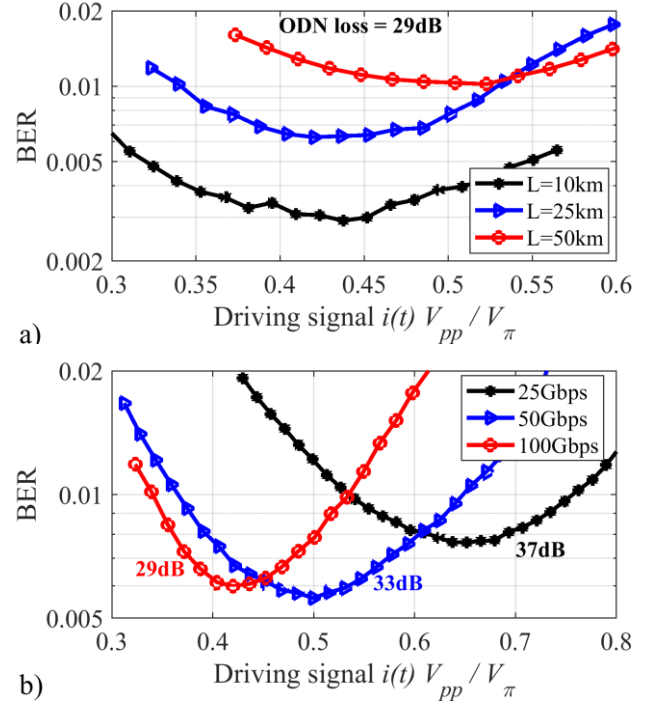 ODN loss = 29dB
0.02
0.01
0.005
0.002
BER
L=10km
L=25km
L=50km
0.3 0.35 0.4 0.45 0.5 0.55 0.6
Driving signal i(t) Vpp / Vπ
a)
0.02
0.01
0.005
BER
25Gbps
50Gbps
100Gbps
29dB
33dB
37dB
0.3 0.4 0.5 0.6 0.7 0.8
Driving signal i(t) Vpp / Vπ
b)